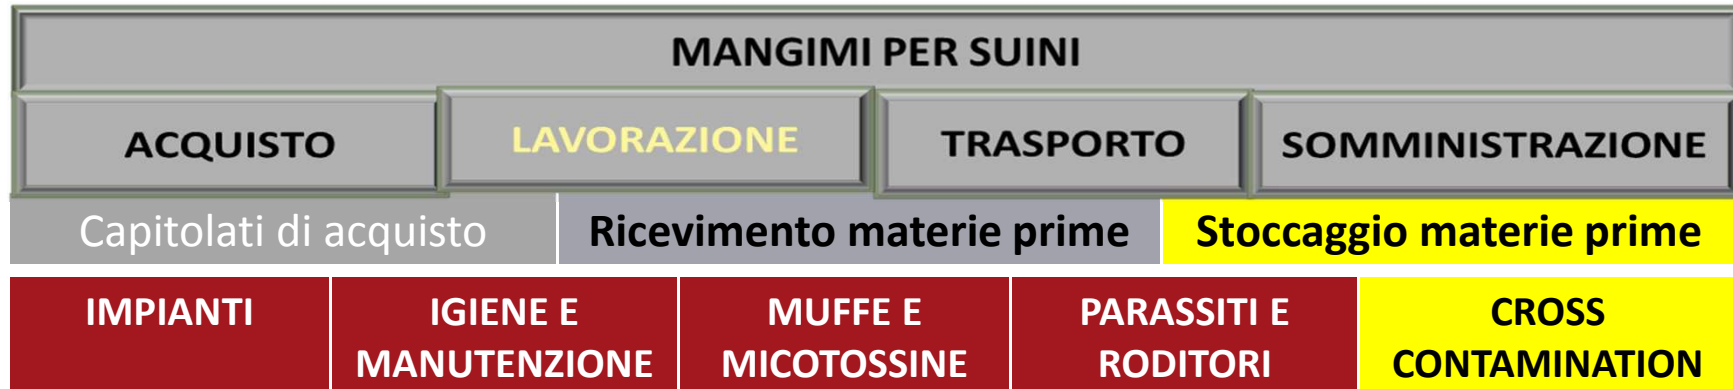 MANGIMI PER SUINI
ACQUISTO LAVORAZIONE TRASPORTO SOMMINISTRAZIONE
Capitolati di acquisto Ricevimento materie prime Stoccaggio materie prime
IMPIANTI IGIENE E MUFFE E PARASSITI E CROSS
MANUTENZIONE MICOTOSSINE RODITORI CONTAMINATION